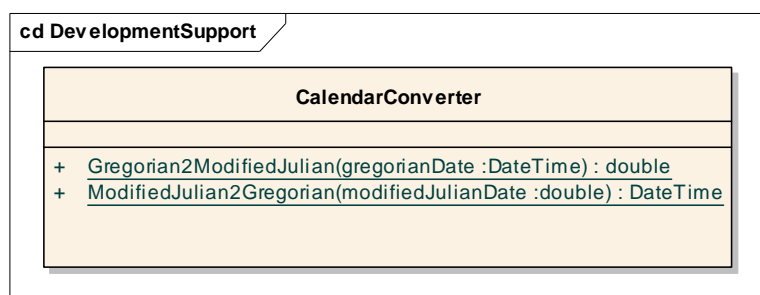 cd DevelopmentSupport
CalendarConverter
+ Gregorian2ModifiedJulian(gregorianDate :DateTime) : double
+ ModifiedJulian2Gregorian(modifiedJulianDate :double) : DateTime